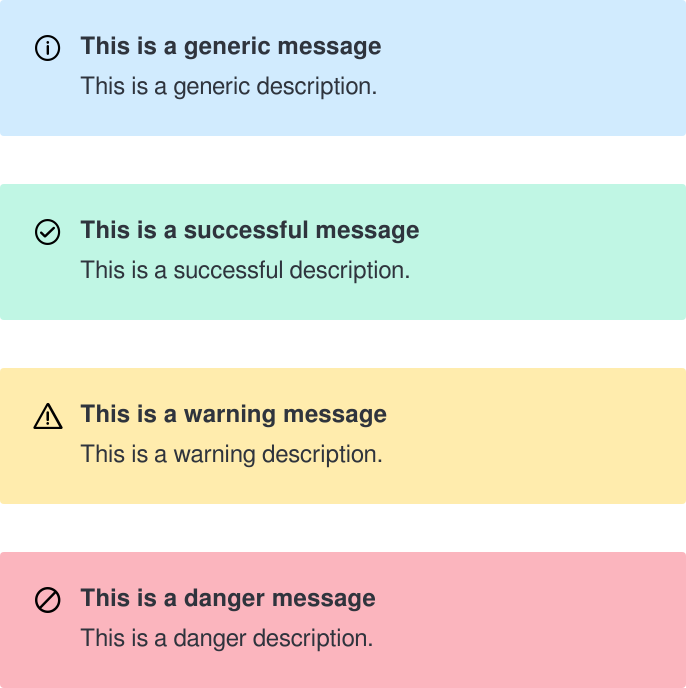 This is a generic message
This is a generic description.
This is a successful message
This is a successful description.
This is a warning message
This is a warning description.
This is a danger message
This is a danger description.